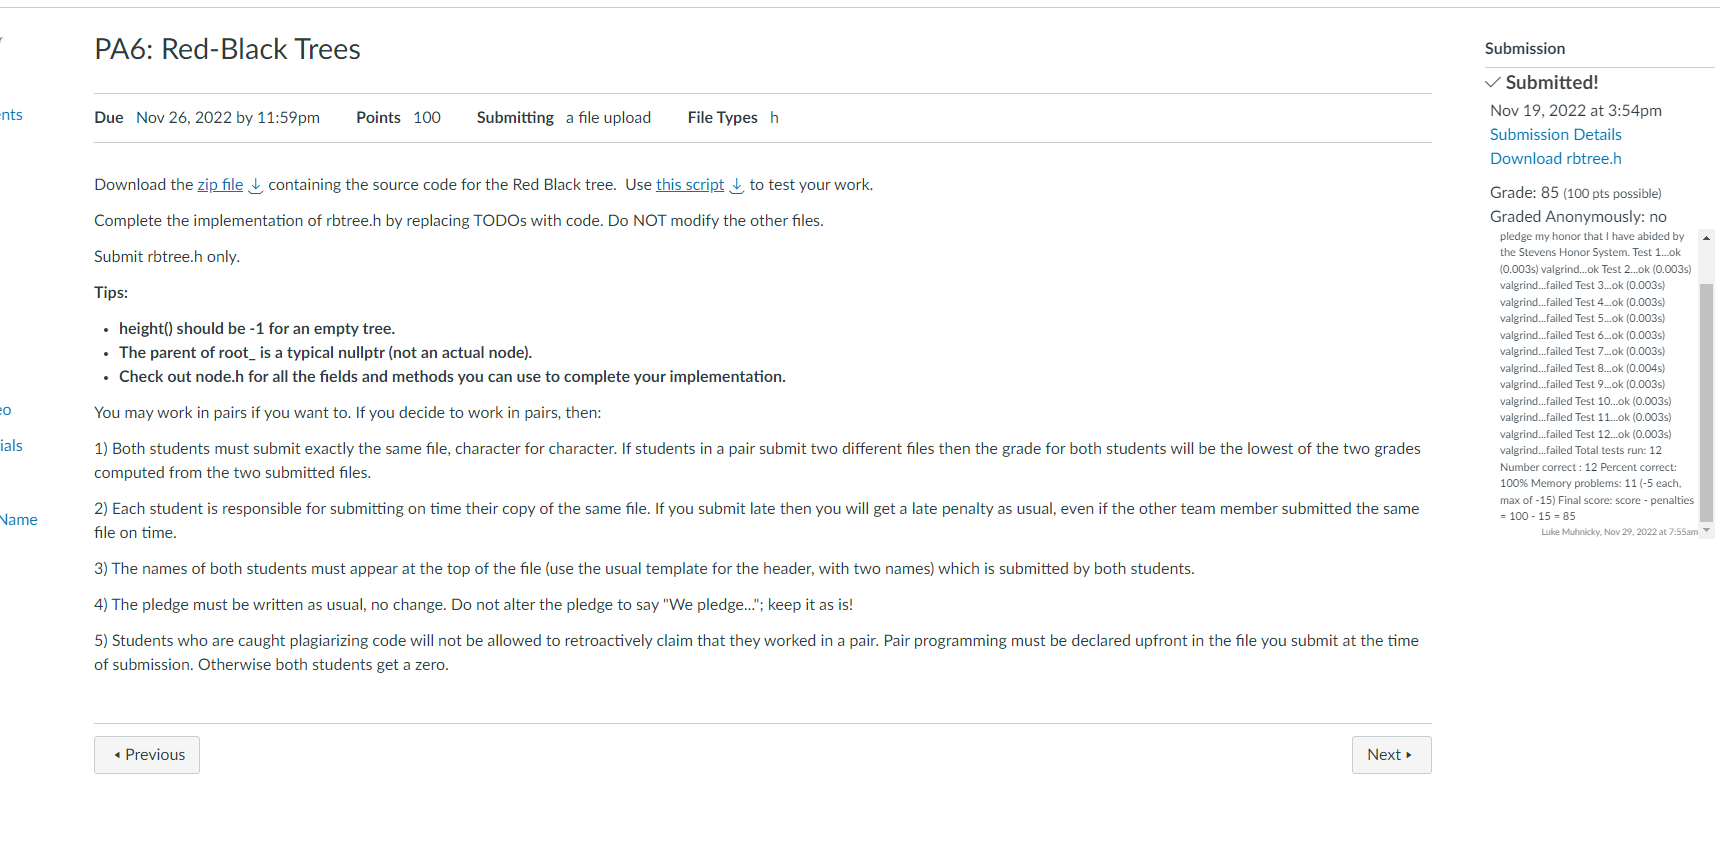 PA6: Red-Black Trees
Due Nov 26, 2022 by 11:59pm Points 100 Submitting a file upload File Types h
Download the zip file containing the source code for the Red Black tree. Use this script to test your work.
Complete the implementation of rbtree.h by replacing TODOs with code. Do NOT modify the other files.
Submit rbtree.h only.
Tips:
• height() should be -1 for an empty tree.
• The parent of root_ is a typical nullptr (not an actual node).
• Check out node.h for all the fields and methods you can use to complete your implementation.
You may work in pairs if you want to. If you decide to work in pairs, then:
1) Both students must submit exactly the same file, character for character. If students in a pair submit two different files then the grade for both students will be the lowest of the two grades
computed from the two submitted files.
2) Each student is responsible for submitting on time their copy of the same file. If you submit late then you will get a late penalty as usual, even if the other team member submitted the same
file on time.
3) The names of both students must appear at the top of the file (use the usual template for the header, with two names) which is submitted by both students.
4) The pledge must be written as usual, no change. Do not alter the pledge to say "We pledge..."; keep it as is!
5) Students who are caught plagiarizing code will not be allowed to retroactively claim that they worked in a pair. Pair programming must be declared upfront in the file you submit at the time
of submission. Otherwise both students get a zero.
Previous
Next
nts
eo
ials
Name
Submission
Submitted!
Nov 19, 2022 at 3:54pm
Submission Details
Download rbtree.h
Grade: 85 (100 pts possible)
Graded Anonymously: no
pledge my honor that I have abided by
the Stevens Honor System. Test 1...ok
(0.003s) valgrind...ok Test 2...ok (0.003s)
valgrind...failed Test 3...ok (0.003s)
valgrind...failed Test 4...ok (0.003s)
valgrind...failed Test 5...ok (0.003s)
valgrind...failed Test 6...ok (0.003s)
valgrind...failed Test 7...ok (0.003s)
valgrind...failed Test 8...ok (0.004s)
valgrind...failed Test 9...ok (0.003s)
valgrind...failed Test 10...ok (0.003s)
valgrind...failed Test 11...ok (0.003s)
valgrind...failed Test 12...ok (0.003s)
valgrind...failed Total tests run: 12
Number correct : 12 Percent correct:
100% Memory problems: 11 (-5 each,
max of -15) Final score: score - penalties
= 100 - 15 = 85
Luke Muhnicky, Nov 29, 2022 at 7:55am